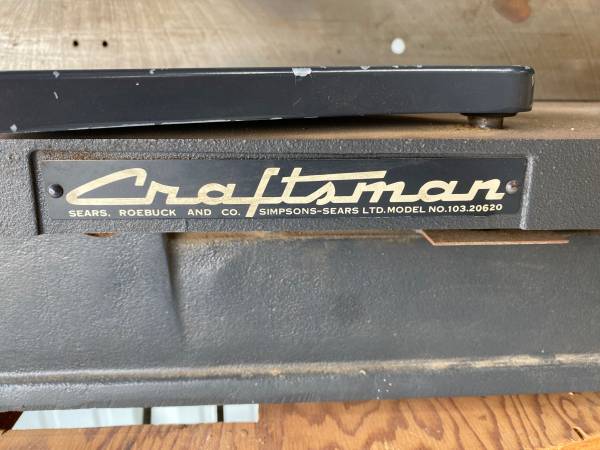 Craftsman
SEARS, ROEBUCK AND CO. SIMPSONS-SEARS LTD. MODEL NO. 103.20620